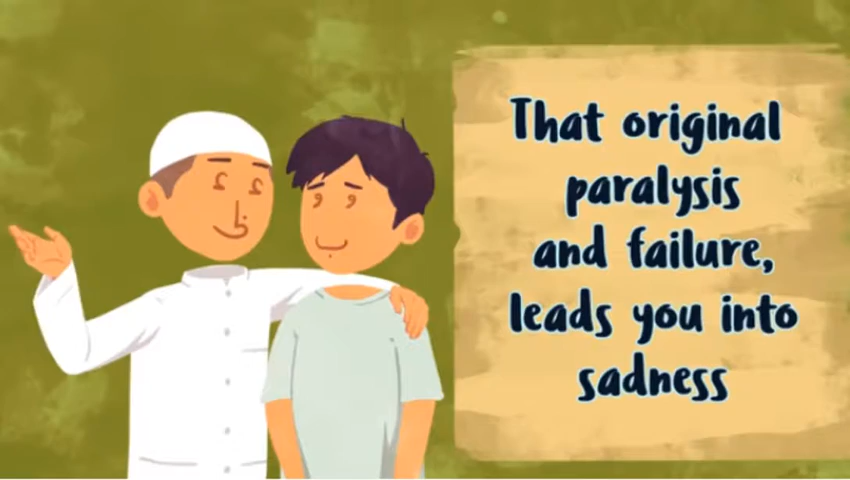 That original
paralysis
and failure,
leads you into
sadness